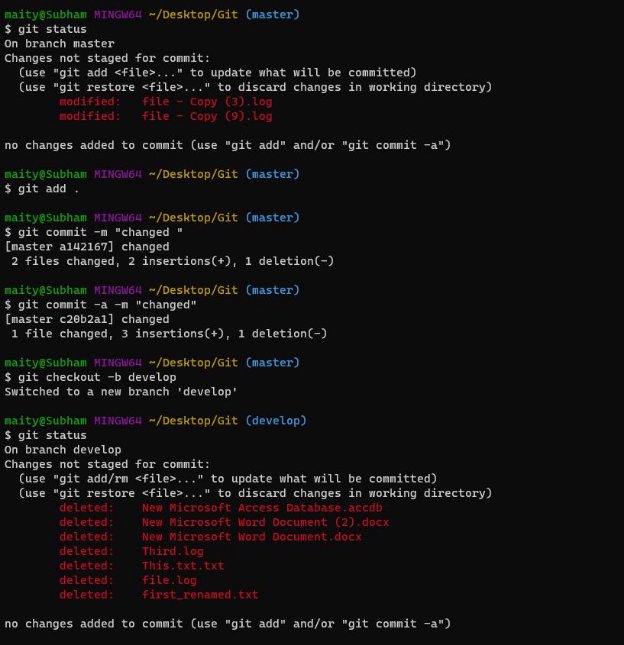 maity@Subham MINGW64 ~/Desktop/Git (master)
$ git status
On branch master
Changes not staged for commit:
  (use "git add <file>..." to update what will be committed)
  (use "git restore <file>..." to discard changes in working directory)
        modified:   file - Copy (3).log
        modified:   file - Copy (9).log

no changes added to commit (use "git add" and/or "git commit -a")

maity@Subham MINGW64 ~/Desktop/Git (master)
$ git add .

maity@Subham MINGW64 ~/Desktop/Git (master)
$ git commit -m "changed "
[master a142167] changed
 2 files changed, 2 insertions(+), 1 deletion(-)

maity@Subham MINGW64 ~/Desktop/Git (master)
$ git commit -a -m "changed"
[master c20b2a1] changed
 1 file changed, 3 insertions(+), 1 deletion(-)

maity@Subham MINGW64 ~/Desktop/Git (master)
$ git checkout -b develop
Switched to a new branch 'develop'

maity@Subham MINGW64 ~/Desktop/Git (develop)
$ git status
On branch develop
Changes not staged for commit:
  (use "git add/rm <file>..." to update what will be committed)
  (use "git restore <file>..." to discard changes in working directory)
        deleted:    New Microsoft Access Database.accdb
        deleted:    New Microsoft Word Document (2).docx
        deleted:    New Microsoft Word Document.docx
        deleted:    Third.log
        deleted:    This.txt.txt
        deleted:    file.log
        deleted:    first_renamed.txt

no changes added to commit (use "git add" and/or "git commit -a")